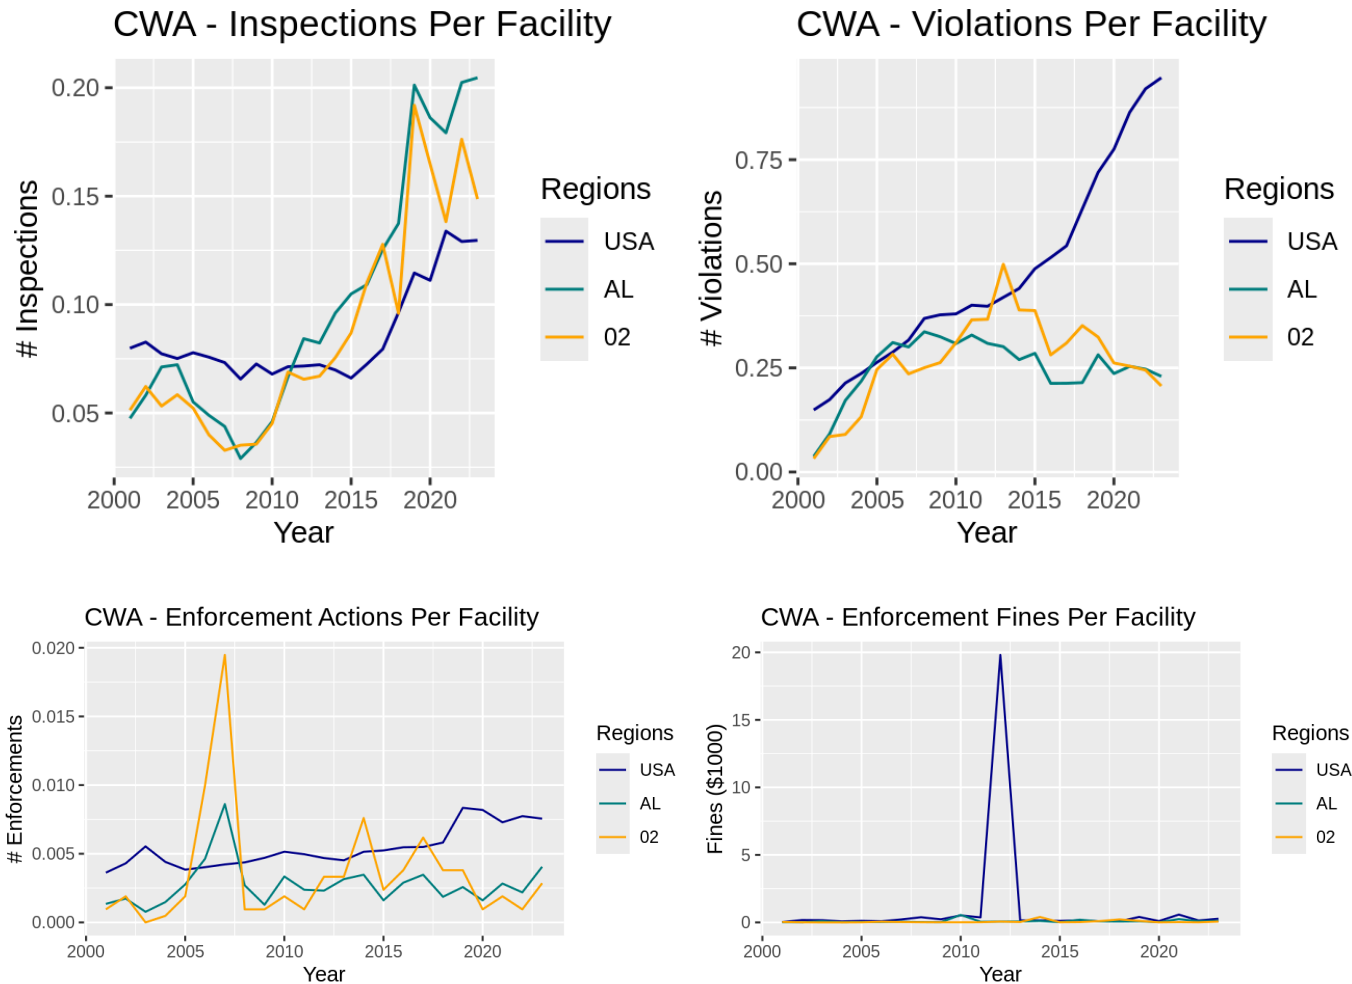 CWA - Inspections Per Facility
# Inspections
0.20
0.15
0.10
0.05
2000 2005 2010 2015 2020
Year
Regions
USA
AL
02
CWA - Violations Per Facility
# Violations
0.75
0.50
0.25
0.00
2000 2005 2010 2015 2020
Year
Regions
USA
AL
02
CWA - Enforcement Actions Per Facility
# Enforcements
0.020
0.015
0.010
0.005
0.000
2000 2005 2010 2015 2020
Year
Regions
USA
AL
02
CWA - Enforcement Fines Per Facility
Fines ($1000)
20
15
10
5
0
2000 2005 2010 2015 2020
Year
Regions
USA
AL
02